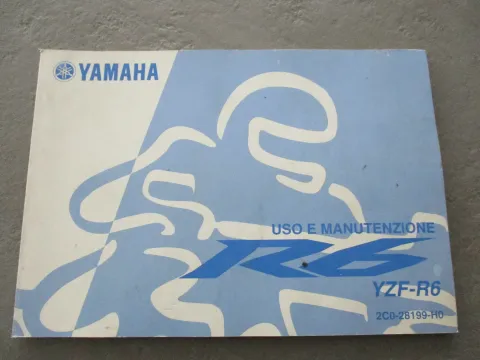 YAMAHA
USO E MANUTENZIONE
R6
YZF-R6
2C0-28199-H0